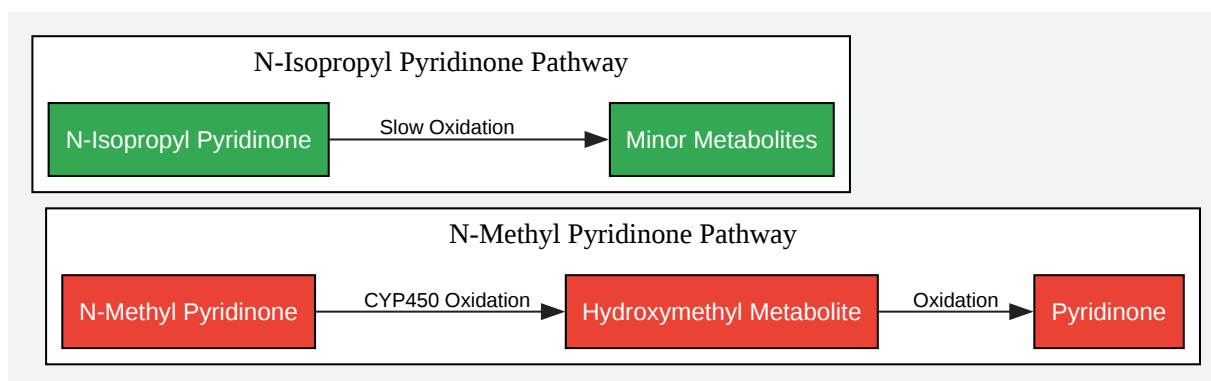 N-Isopropyl Pyridinone Pathway
N-Isopropyl Pyridinone
Slow Oxidation
Minor Metabolites
N-Methyl Pyridinone Pathway
N-Methyl Pyridinone
CYP450 Oxidation
Hydroxymethyl Metabolite
Oxidation
Pyridinone